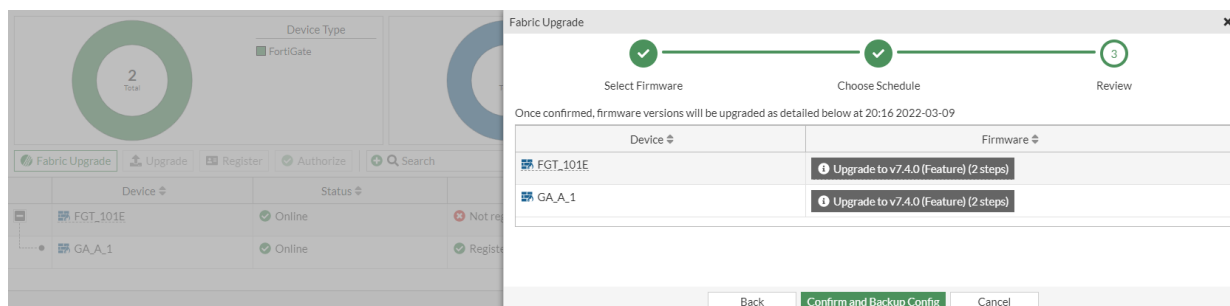 Device Type
FortiGate
2
Total
Fabric Upgrade
Upgrade
Register
Authorize
Search
Device
Status
FGT_101E
Online
Not
GA_A_1
Online
Fabric Upgrade
3
Select Firmware
Choose Schedule
Review
Once confirmed, firmware versions will be upgraded as detailed below at 20:16 2022-03-09
Device
Firmware
FGT_101E
Upgrade to v7.4.0 (Feature) (2 steps)
GA_A_1
Upgrade to v7.4.0 (Feature) (2 steps)
Back
Confirm and Backup Config
Cancel